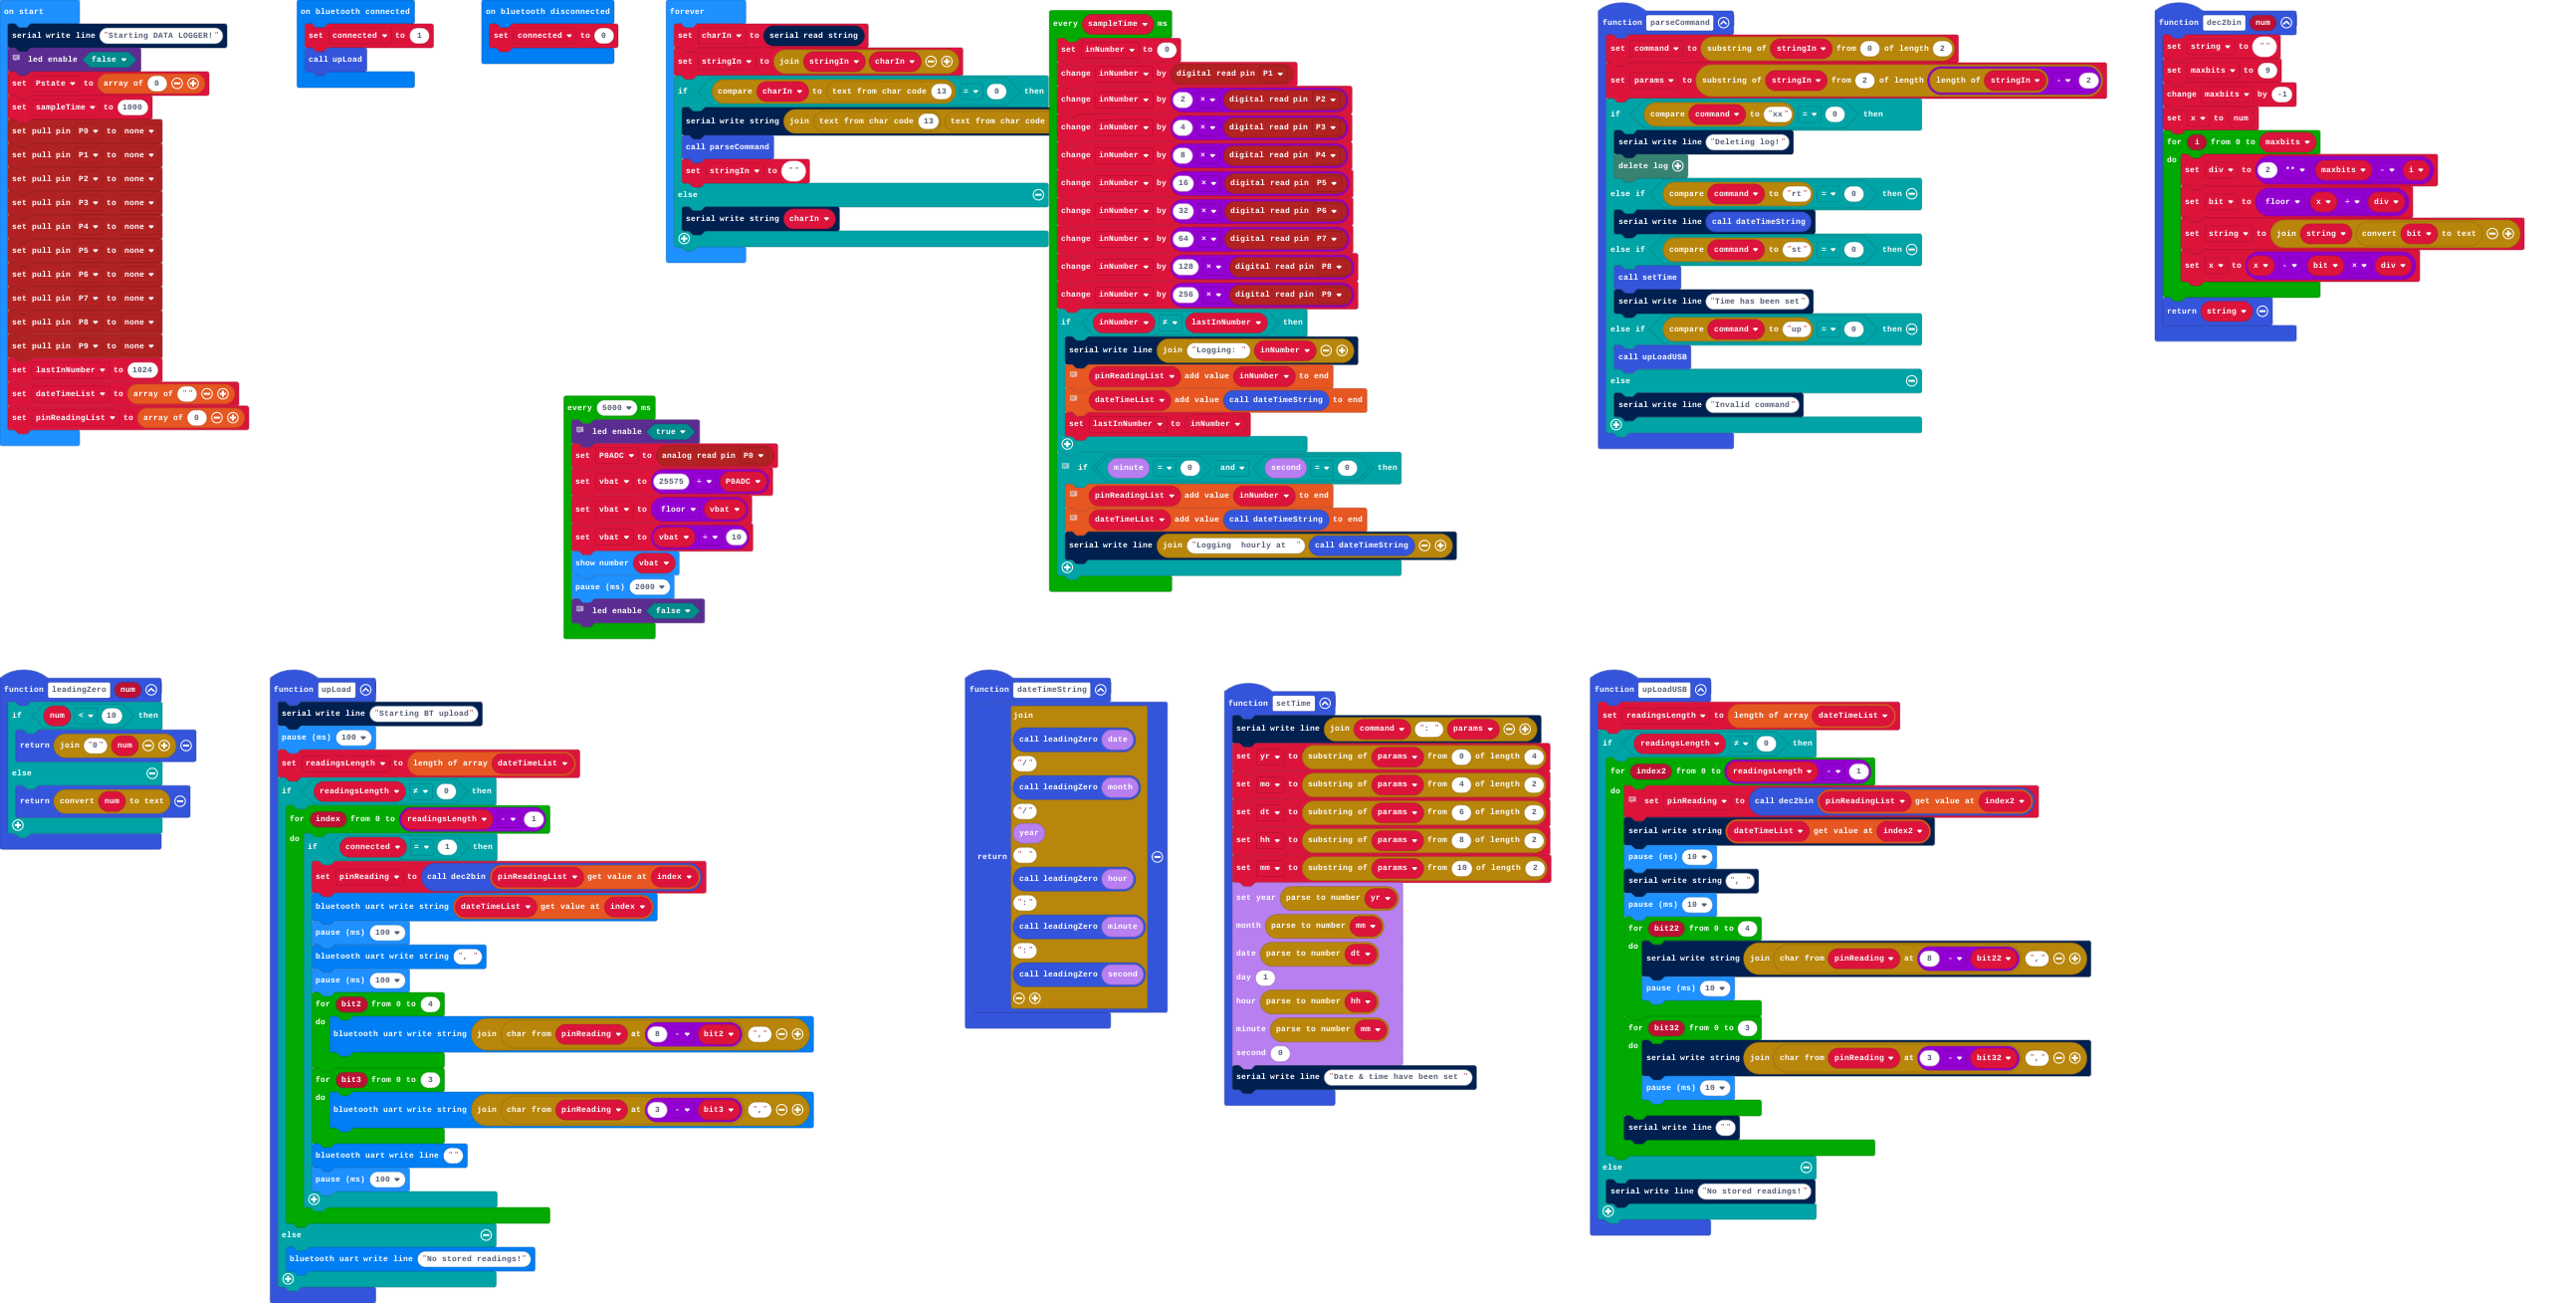 on start
serial write line "Starting DATA LOGGER!"
led enable false
set Pstate to array of 0
set sampleTime to 1000
set pull pin P0 to none
set pull pin P1 to none
set pull pin P2 to none
set pull pin P3 to none
set pull pin P4 to none
set pull pin P5 to none
set pull pin P6 to none
set pull pin P7 to none
set pull pin P8 to none
set pull pin P9 to none
set lastInNumber to 1024
set dateTimeList to array of ""
set pinReadingList to array of 0
on bluetooth connected
set connected to 1
call upLoad
on bluetooth disconnected
set connected to 0
forever
set charIn to serial read string
set stringIn to join stringIn charIn
if compare charIn to text from char code 13 = 0 then
serial write string join text from char code 13 text from char code
call parseCommand
set stringIn to ""
else
serial write string charIn
every 5000 ms
led enable true
set P0ADC to analog read pin P0
set vbat to 25575 ÷ P0ADC
set vbat to floor vbat
set vbat to vbat ÷ 10
show number vbat
pause (ms) 2000
led enable false
every sampleTime ms
set inNumber to 0
change inNumber by digital read pin P1
change inNumber by 2 × digital read pin P2
change inNumber by 4 × digital read pin P3
change inNumber by 8 × digital read pin P4
change inNumber by 16 × digital read pin P5
change inNumber by 32 × digital read pin P6
change inNumber by 64 × digital read pin P7
change inNumber by 128 × digital read pin P8
change inNumber by 256 × digital read pin P9
if inNumber ≠ lastInNumber then
serial write line join "Logging: " inNumber
pinReadingList add value inNumber to end
dateTimeList add value call dateTimeString to end
set lastInNumber to inNumber
if minute = 0 and second = 0 then
pinReadingList add value inNumber to end
dateTimeList add value call dateTimeString to end
serial write line join "Logging  hourly at  " call dateTimeString
function parseCommand
set command to substring of stringIn from 0 of length 2
set params to substring of stringIn from 2 of length length of stringIn - 2
if compare command to "xx" = 0 then
serial write line "Deleting log!"
delete log
else if compare command to "rt" = 0 then
serial write line call dateTimeString
else if compare command to "st" = 0 then
call setTime
serial write line "Time has been set"
else if compare command to "up" = 0 then
call upLoadUSB
else
serial write line "Invalid command"
function dec2bin num
set string to ""
set maxbits to 9
change maxbits by -1
set x to num
for i from 0 to maxbits
do set div to 2 ** maxbits - i
set bit to floor x ÷ div
set string to join string convert bit to text
set x to x - bit × div
return string
function leadingZero num
if num < 10 then
return join "0" num
else
return convert num to text
function upLoad
serial write line "Starting BT upload"
pause (ms) 100
set readingsLength to length of array dateTimeList
if readingsLength ≠ 0 then
for index from 0 to readingsLength - 1
do if connected = 1 then
set pinReading to call dec2bin pinReadingList get value at index
bluetooth uart write string dateTimeList get value at index
pause (ms) 100
bluetooth uart write string ", "
pause (ms) 100
for bit2 from 0 to 4
do bluetooth uart write string join char from pinReading at 8 - bit2 ","
for bit3 from 0 to 3
do bluetooth uart write string join char from pinReading at 3 - bit3 ","
bluetooth uart write line ""
pause (ms) 100
else
bluetooth uart write line "No stored readings!"
function dateTimeString
join
call leadingZero date
"/"
call leadingZero month
"/"
year
return " "
call leadingZero hour
":"
call leadingZero minute
":"
call leadingZero second
function setTime
serial write line join command ": " params
set yr to substring of params from 0 of length 4
set mo to substring of params from 4 of length 2
set dt to substring of params from 6 of length 2
set hh to substring of params from 8 of length 2
set mm to substring of params from 10 of length 2
set year parse to number yr
month parse to number mm
date parse to number dt
day 1
hour parse to number hh
minute parse to number mm
second 0
serial write line "Date & time have been set "
function upLoadUSB
set readingsLength to length of array dateTimeList
if readingsLength ≠ 0 then
for index2 from 0 to readingsLength - 1
do set pinReading to call dec2bin pinReadingList get value at index2
serial write string dateTimeList get value at index2
pause (ms) 10
serial write string ", "
pause (ms) 10
for bit22 from 0 to 4
do serial write string join char from pinReading at 8 - bit22 ","
pause (ms) 10
for bit32 from 0 to 3
do serial write string join char from pinReading at 3 - bit32 ","
pause (ms) 10
serial write line ""
else
serial write line "No stored readings!"